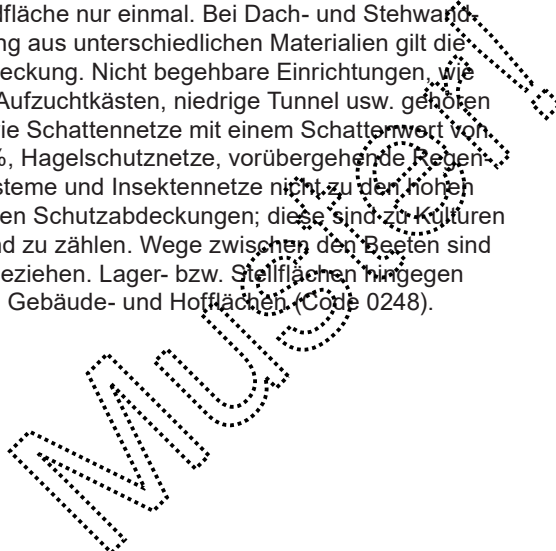 lfläche nur einmal. Bei Dach- und Stehwand-
ng aus unterschiedlichen Materialien gilt die
eckung. Nicht begehbare Einrichtungen, wie
Aufzuchtkästen, niedrige Tunnel usw. gehören
ie Schattennetze mit einem Schattenwert von
%, Hagelschutznetze, vorübergehende Regen-
steme und Insektennetze nicht zu den hohen
en Schutzabdeckungen; diese sind zu Kulturen
nd zu zählen. Wege zwischen den Beeten sind
eziehen. Lager- bzw. Stellflächen hingegen
Gebäude- und Hofflächen (Code 0248).
Muster!